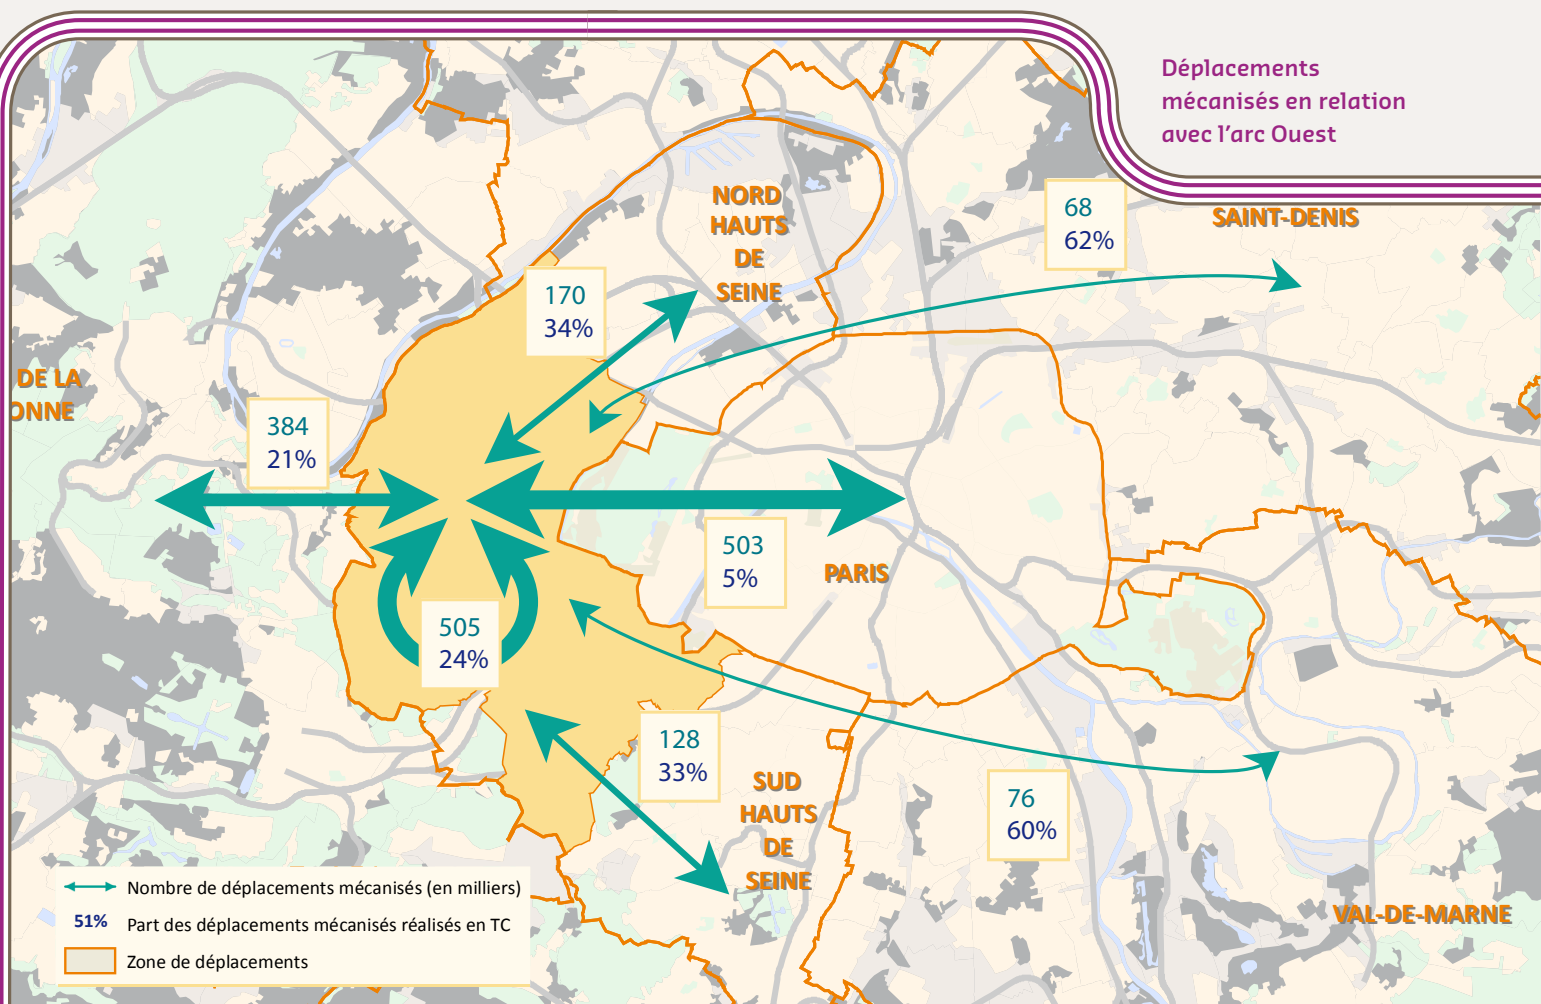 Déplacements
mécanisés en relation
avec l’arc Ouest
NORD
HAUTS
DE
SEINE
68
62%
SAINT-DENIS
170
34%
DE LA
ONNE
384
21%
503
5%
PARIS
505
24%
128
33%
SUD
HAUTS
DE
SEINE
76
60%
VAL-DE-MARNE
Nombre de déplacements mécanisés (en milliers)
51% Part des déplacements mécanisés réalisés en TC
Zone de déplacements